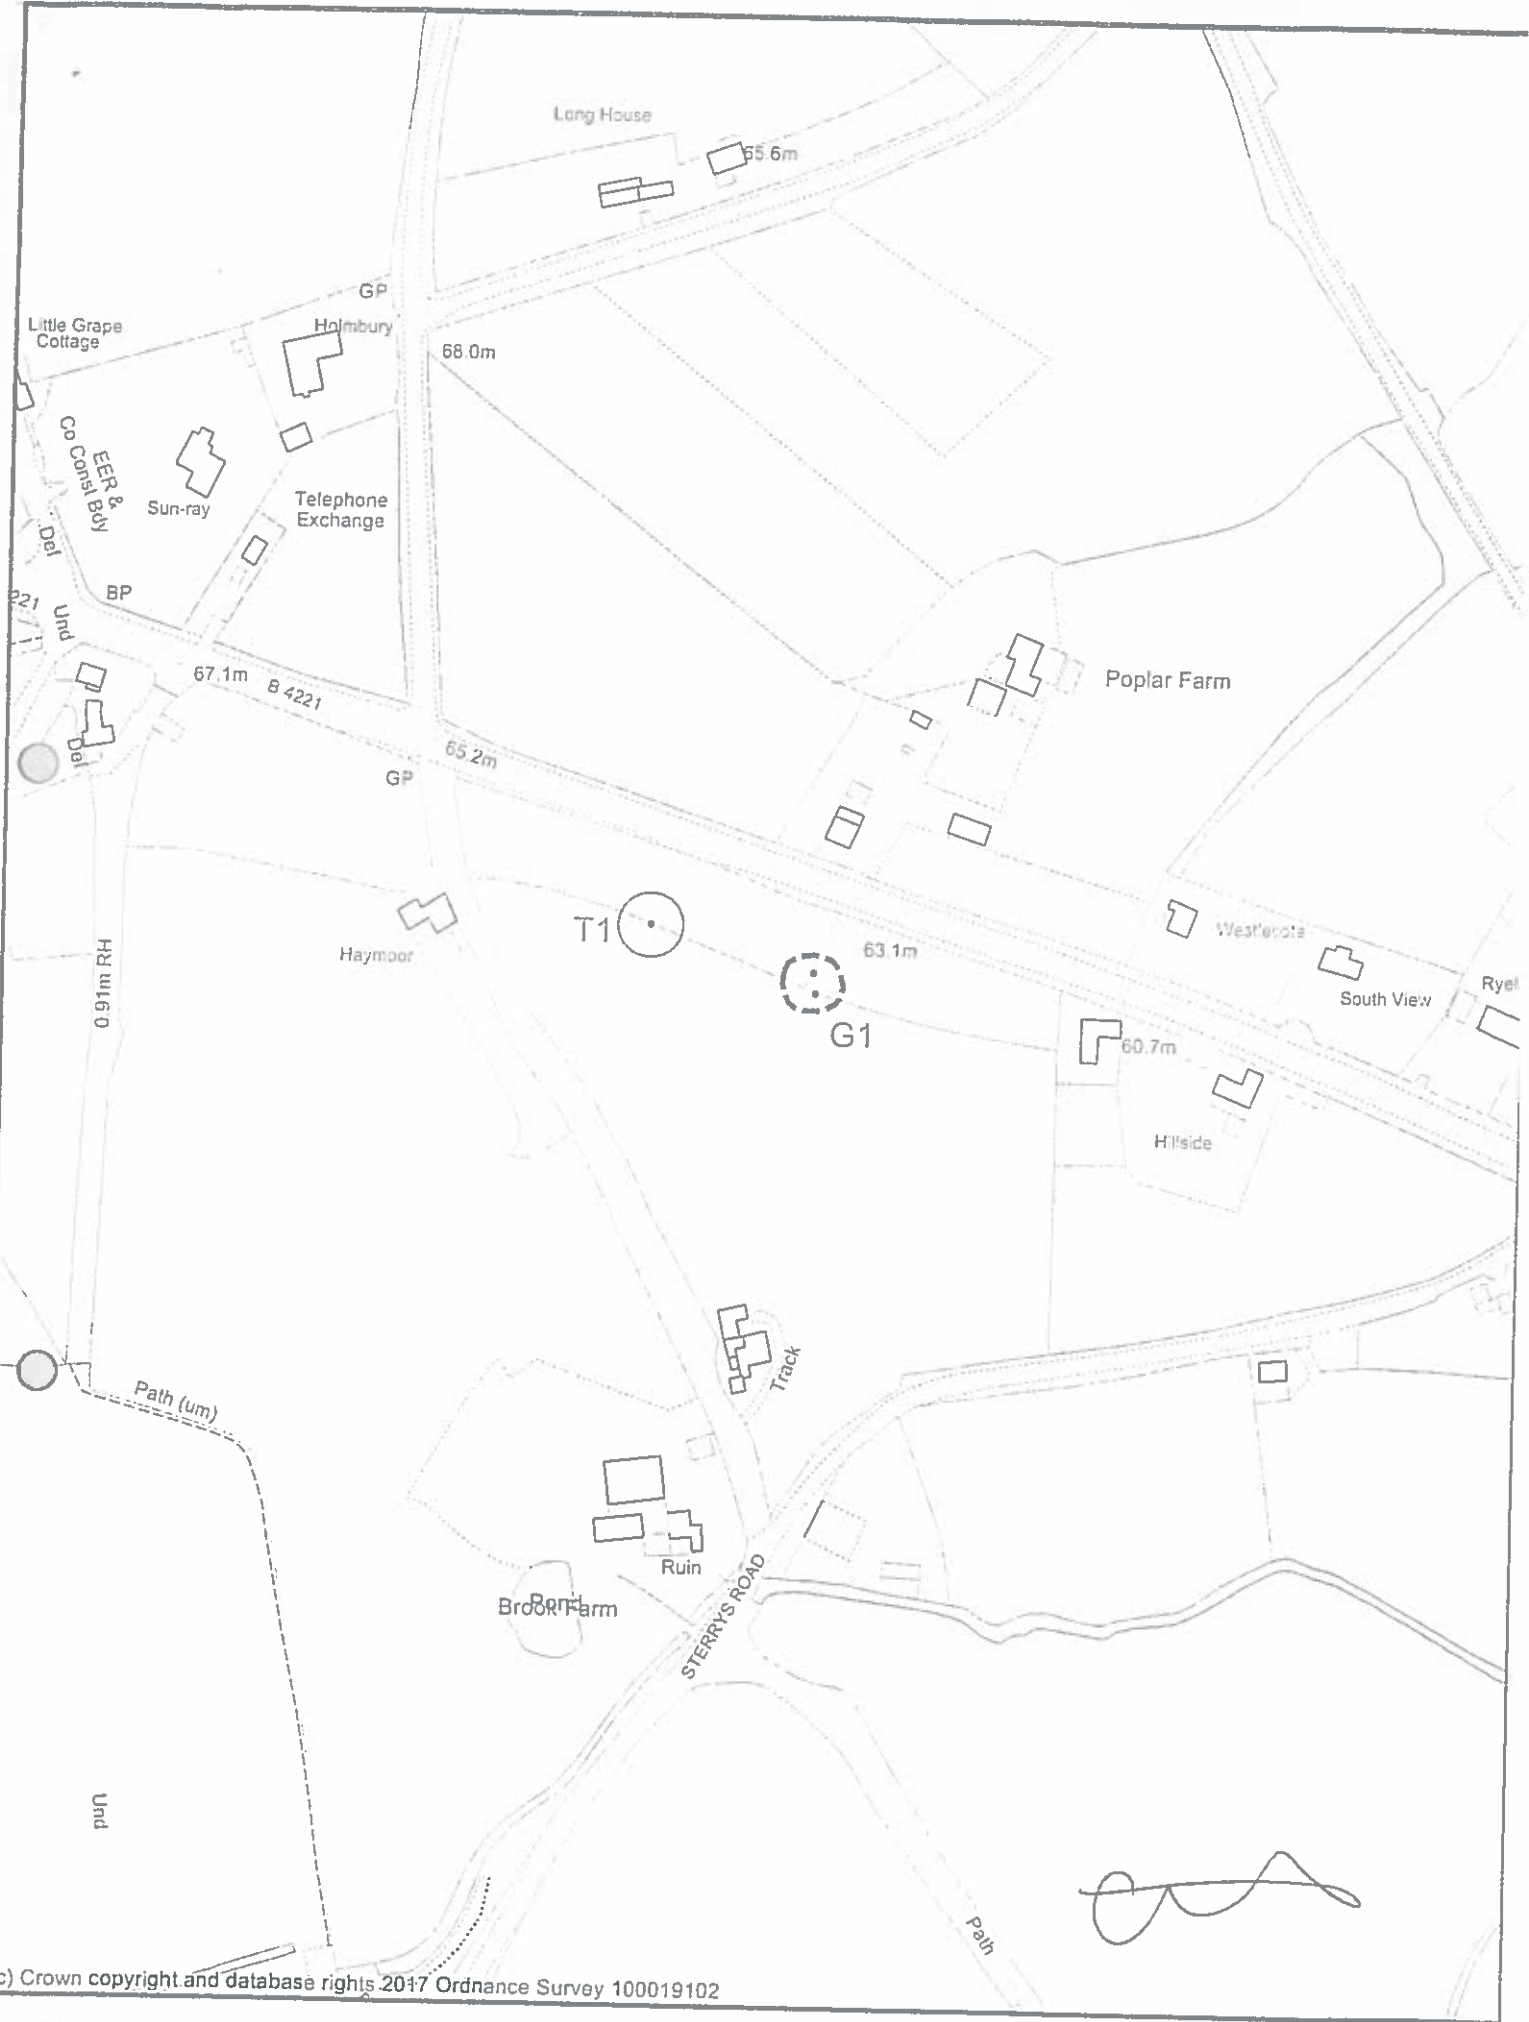 Long House
65.6m
GP
Little Grape
Cottage
Holmbury
68.0m
EER &
Co Const Bdy
Sun-ray
Telephone
Exchange
Def
BP
221
Und
67.1m
B 4221
Poplar Farm
Def
65.2m
GP
T1
Haymoor
63.1m
G1
0.91m RH
South View
60.7m
Hillside
Track
Path (um)
Ruin
Pond
Brook Farm
STERRYS ROAD
Und
Path
c) Crown copyright and database rights 2017 Ordnance Survey 100019102